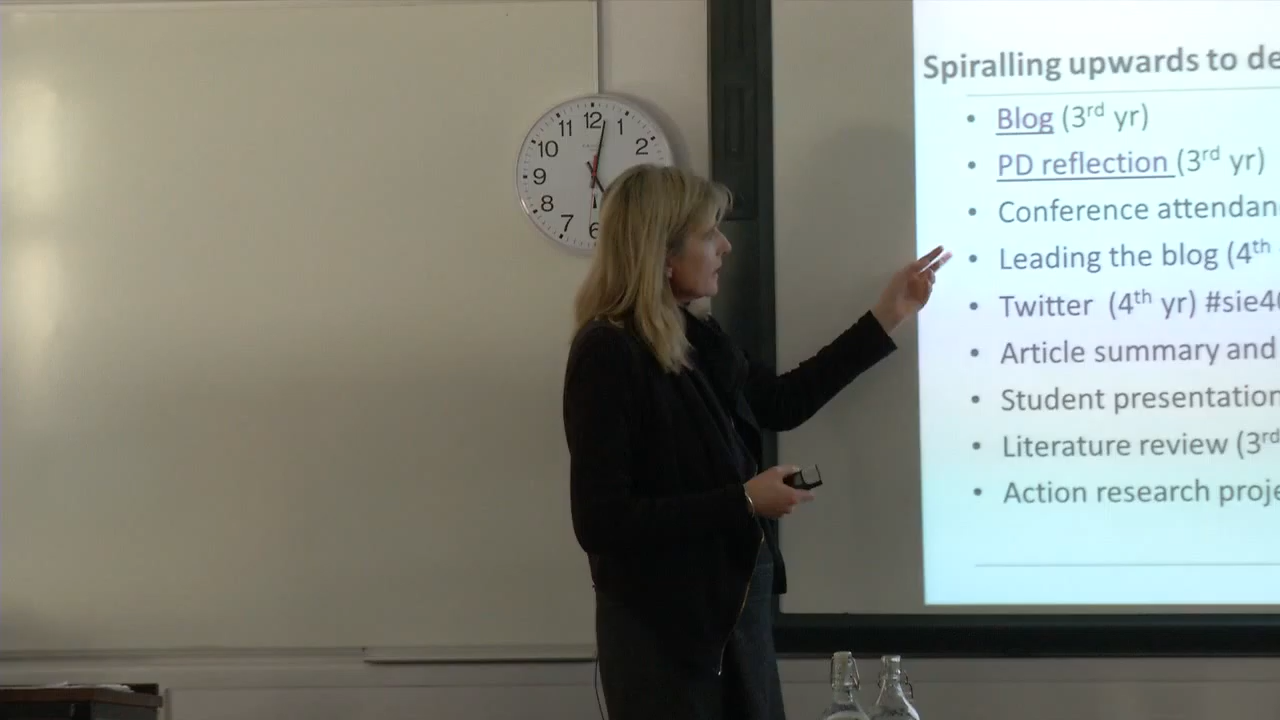 Spiralling upwards to de
• Blog (3rd yr)
• PD reflection (3rd yr)
• Conference attendan
• Leading the blog (4th
• Twitter (4th yr) #sie4
• Article summary and
• Student presentation
• Literature review (3rd
• Action research proje
12
11
1
10
2
9
8
7
6